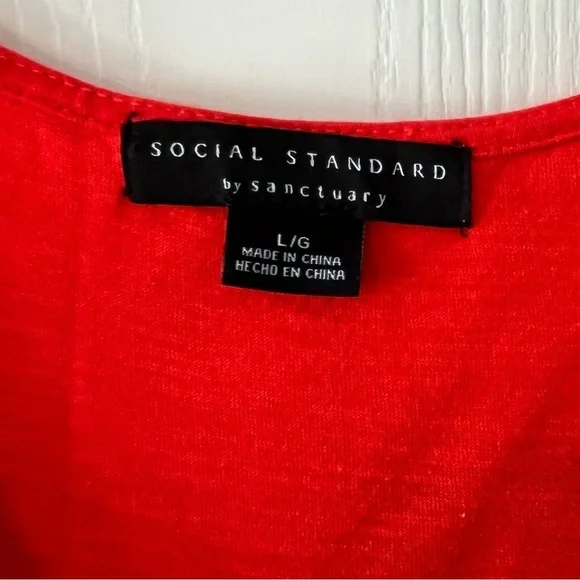 SOCIAL STANDARD
by sanctuary
L/G
MADE IN CHINA
HECHO EN CHINA